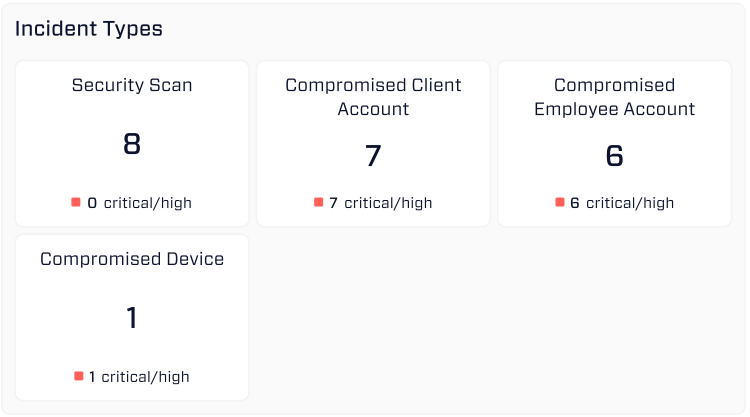 Incident Types
Security Scan
8
0 critical/high
Compromised Client
Account
7
7 critical/high
Compromised
Employee Account
6
6 critical/high
Compromised Device
1
1 critical/high